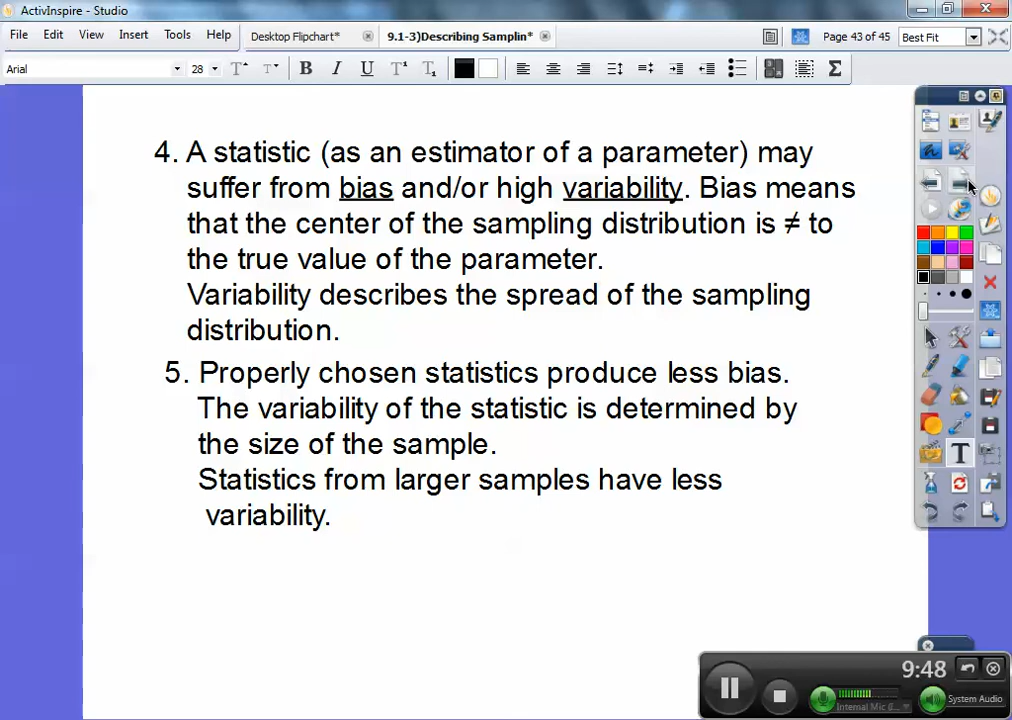 ActivInspire - Studio
File Edit View Insert Tools Help
Desktop Flipchart*
9.1-3)Describing Samplin*
Page 43 of 45
Best Fit
Arial
28
B I U T¹ T₁ Σ
4. A statistic (as an estimator of a parameter) may
suffer from bias and/or high variability. Bias means
that the center of the sampling distribution is ≠ to
the true value of the parameter.
Variability describes the spread of the sampling
distribution.
5. Properly chosen statistics produce less bias.
The variability of the statistic is determined by
the size of the sample.
Statistics from larger samples have less
variability.
T
9:48
Internal Mic (I...
System Audio